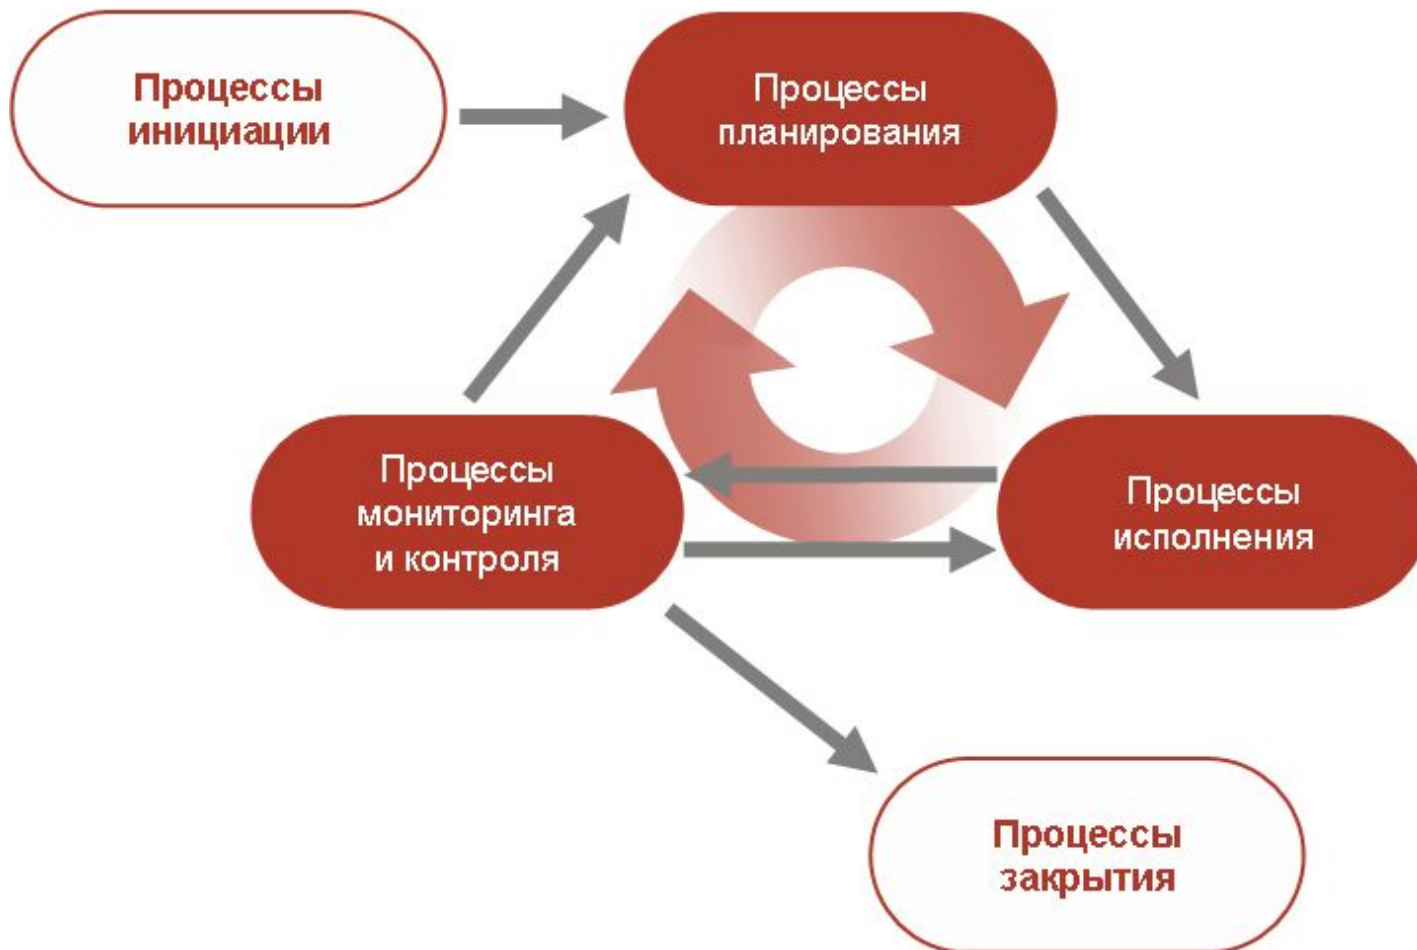 Процессы
инициации
Процессы
планирования
Процессы
мониторинга
и контроля
Процессы
исполнения
Процессы
закрытия